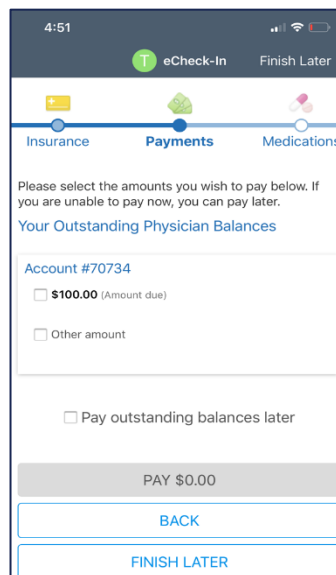 4:51
T eCheck-In Finish Later
Insurance Payments Medications
Please select the amounts you wish to pay below. If
you are unable to pay now, you can pay later.
Your Outstanding Physician Balances
Account #70734
$100.00 (Amount due)
Other amount
Pay outstanding balances later
PAY $0.00
BACK
FINISH LATER